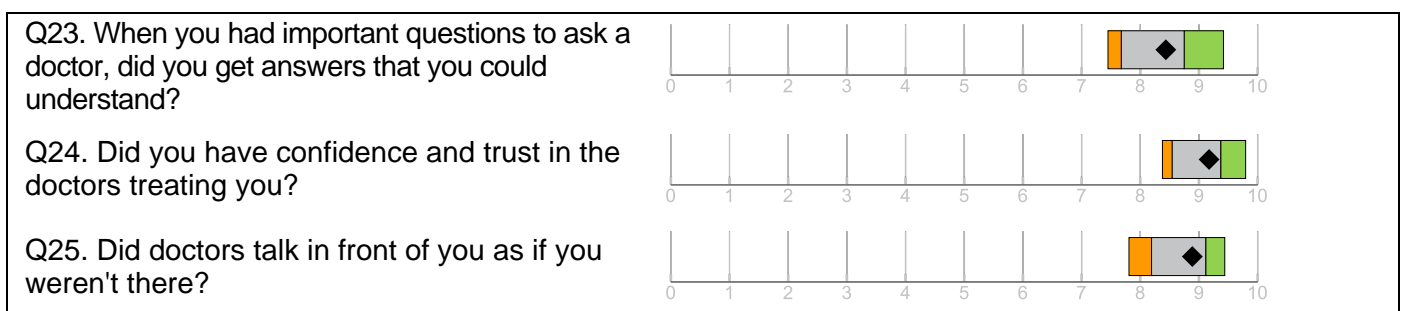 Q23. When you had important questions to ask a
doctor, did you get answers that you could
understand?
0 1 2 3 4 5 6 7 8 9 10
Q24. Did you have confidence and trust in the
doctors treating you?
0 1 2 3 4 5 6 7 8 9 10
Q25. Did doctors talk in front of you as if you
weren't there?
0 1 2 3 4 5 6 7 8 9 10